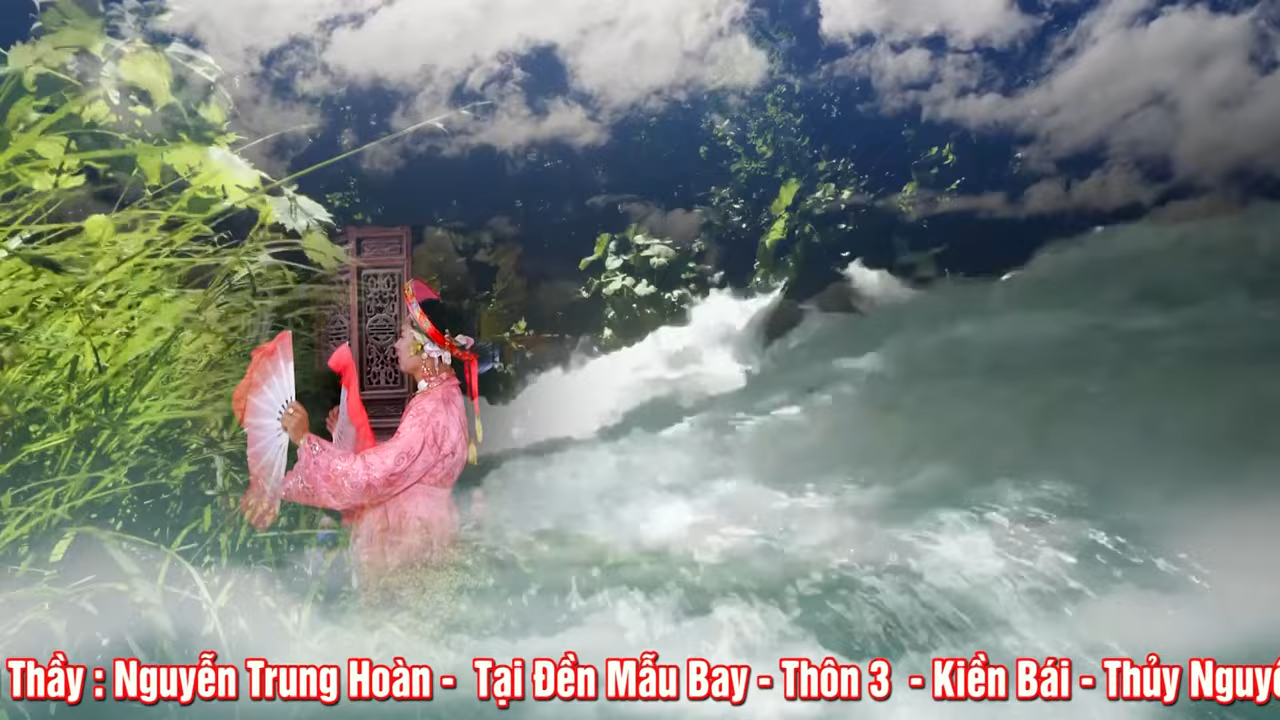 Thầy : Nguyễn Trung Hoàn - Tại Đền Mẫu Bay - Thôn 3 - Kiền Bái - Thủy